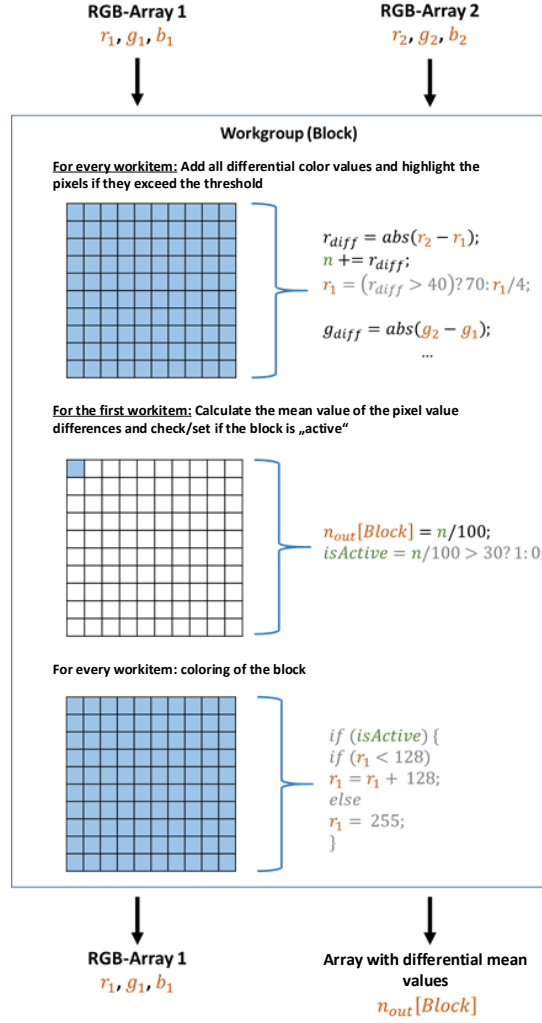 RGB-Array 1
r₁, g₁, b₁
RGB-Array 2
r₂, g₂, b₂
Workgroup (Block)
For every workitem: Add all differential color values and highlight the
pixels if they exceed the threshold
r_diff = abs(r₂ − r₁);
n += r_diff;
r₁ = (r_diff > 40)? 70: r₁/4;
g_diff = abs(g₂ − g₁);
...
For the first workitem: Calculate the mean value of the pixel value
differences and check/set if the block is „active“
n_out[Block] = n/100;
isActive = n/100 > 30? 1: 0;
For every workitem: coloring of the block
if (isActive) {
if (r₁ < 128)
r₁ = r₁ + 128;
else
r₁ = 255;
}
RGB-Array 1
r₁, g₁, b₁
Array with differential mean
values
n_out[Block]